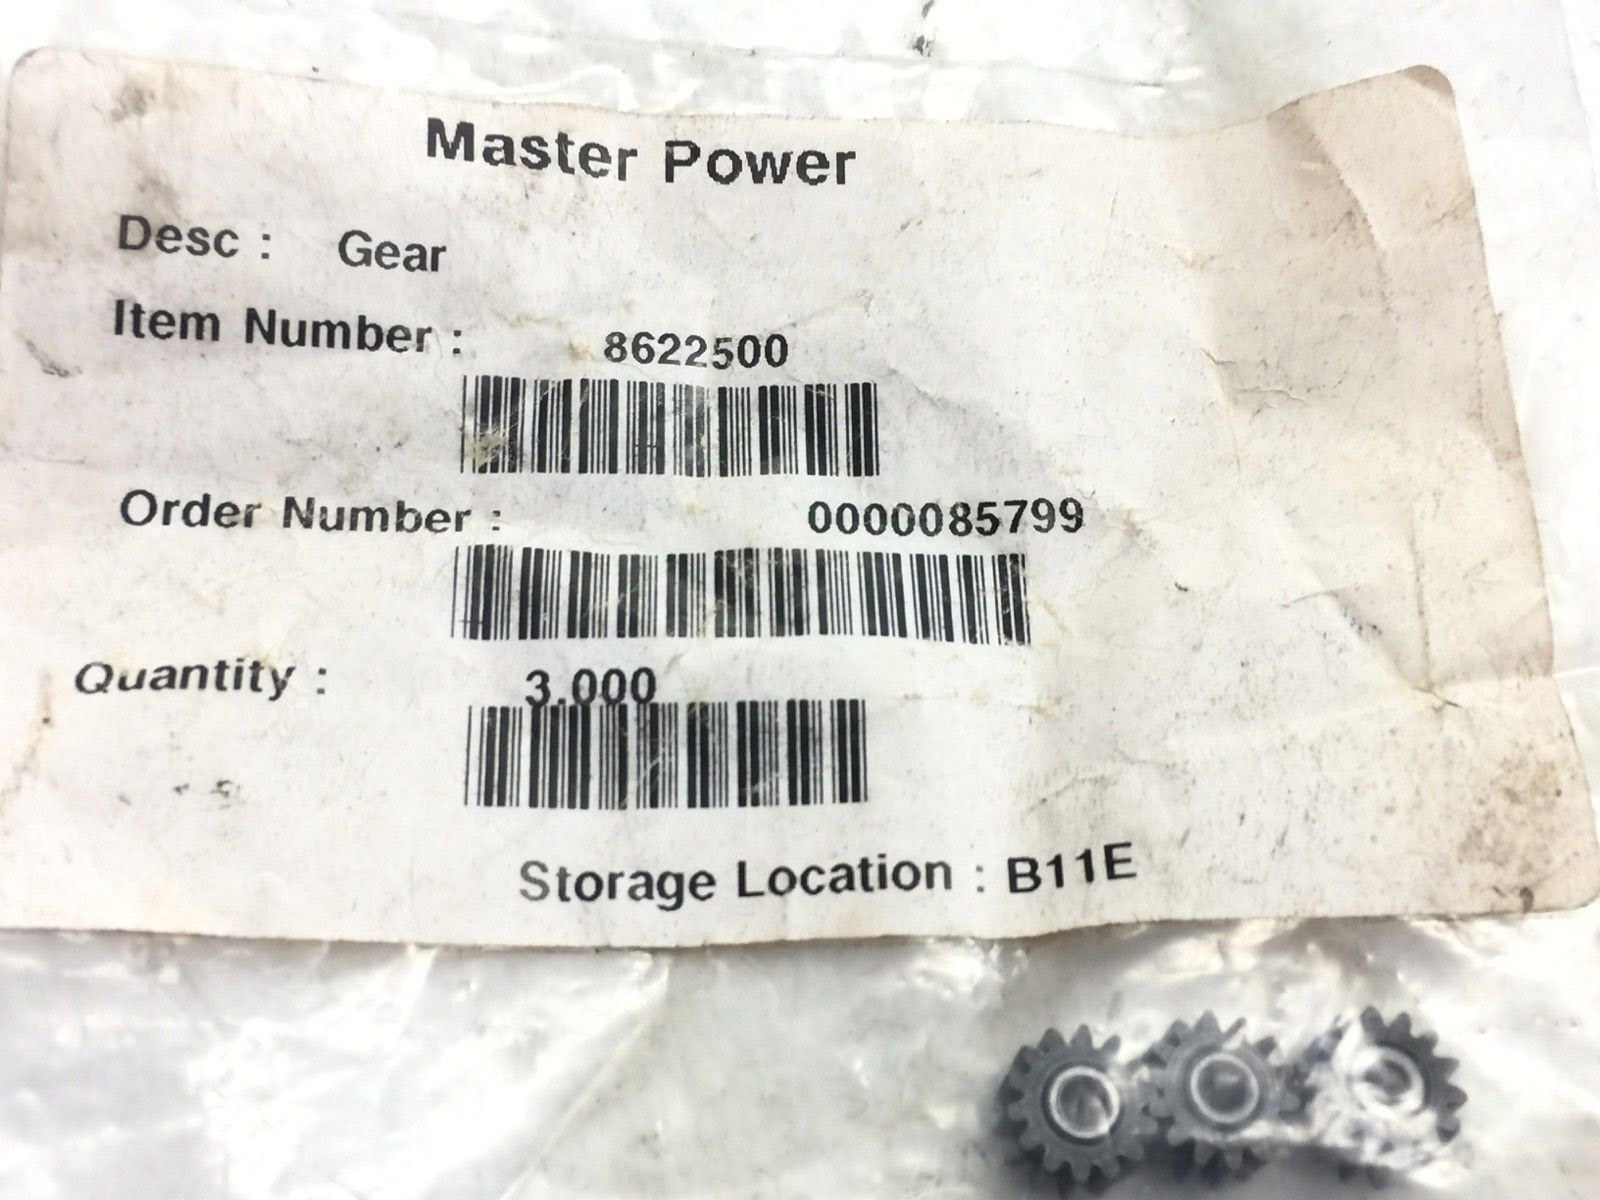 Master Power
Desc : Gear
Item Number : 8622500
Order Number : 0000085799
Quantity : 3.000
Storage Location : B11E